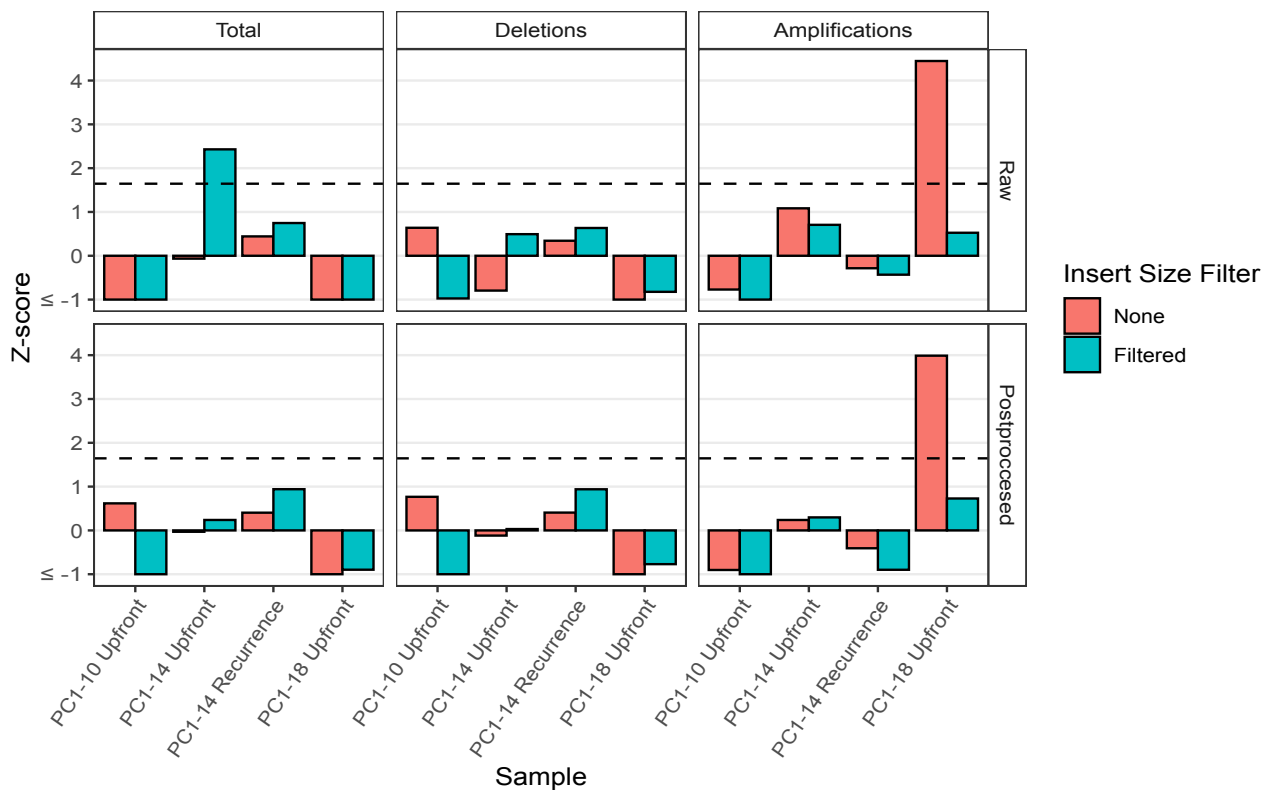 Total
Deletions
Amplifications
Raw
Postproccesed
Z-score
4
3
2
1
0
≤ -1
4
3
2
1
0
≤ -1
PC1-10 Upfront
PC1-14 Upfront
PC1-14 Recurrence
PC1-18 Upfront
PC1-10 Upfront
PC1-14 Upfront
PC1-14 Recurrence
PC1-18 Upfront
PC1-10 Upfront
PC1-14 Upfront
PC1-14 Recurrence
PC1-18 Upfront
Sample
Insert Size Filter
None
Filtered